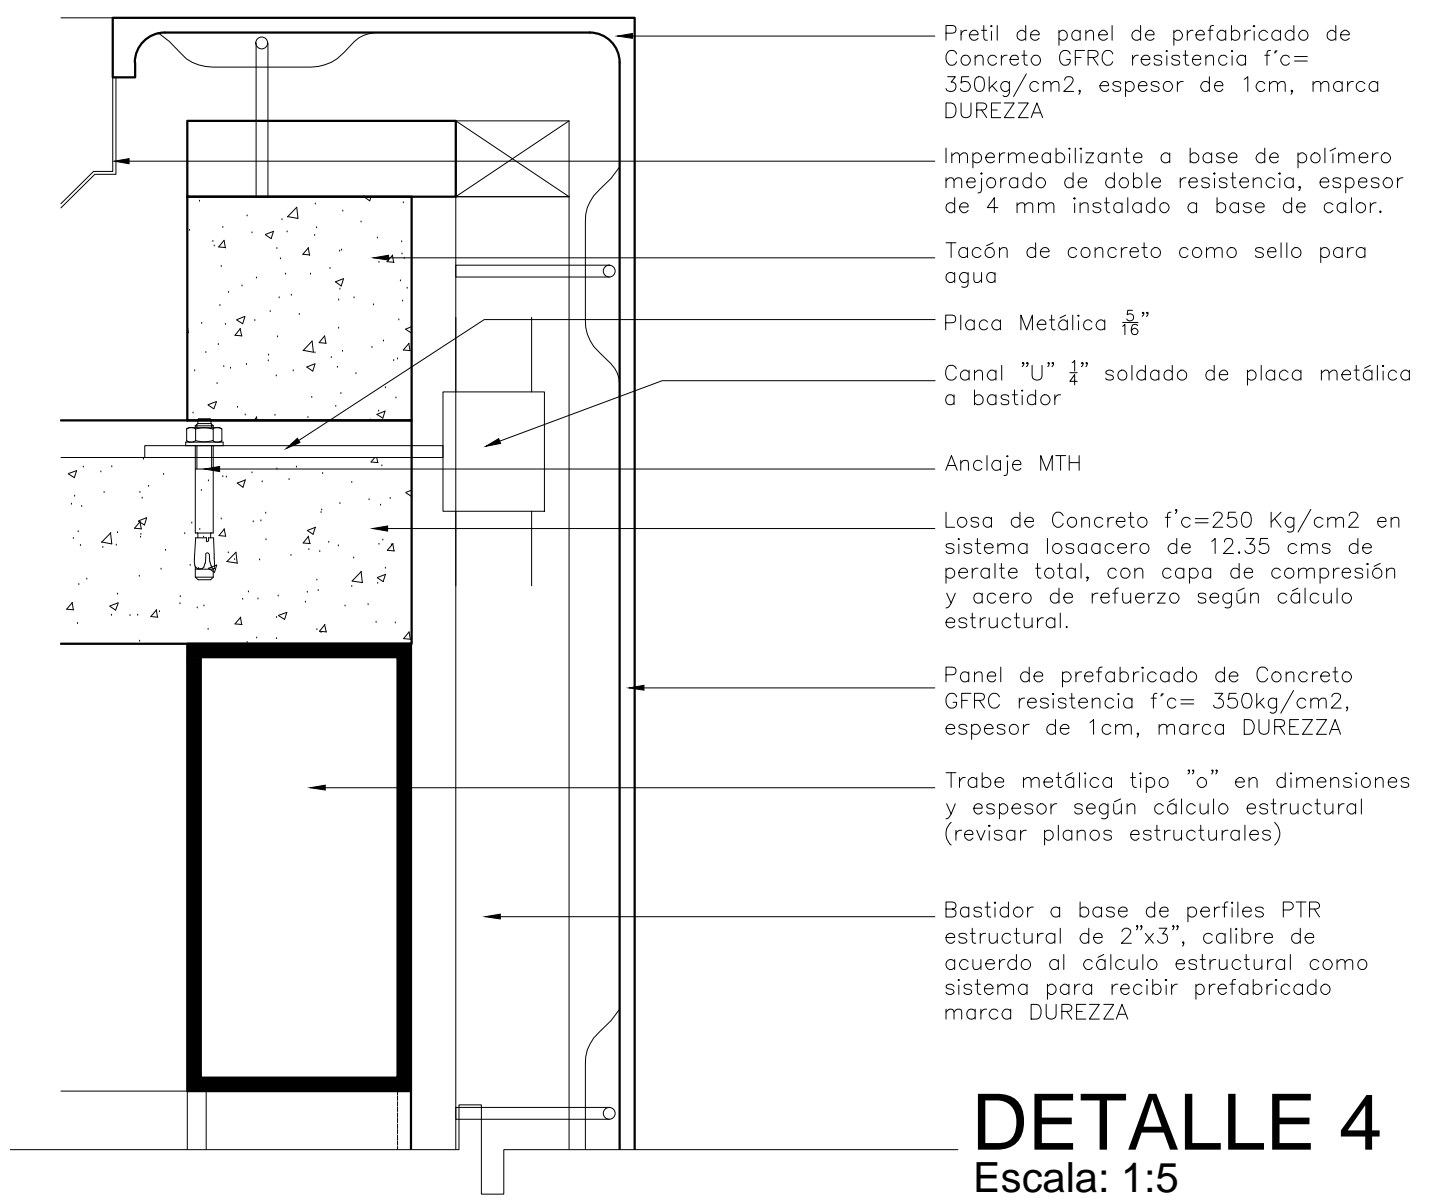 Pretil de panel de prefabricado de
Concreto GFRC resistencia f´c=
350kg/cm2, espesor de 1cm, marca
DUREZZA
Impermeabilizante a base de polímero
mejorado de doble resistencia, espesor
de 4 mm instalado a base de calor.
Tacón de concreto como sello para
agua
Placa Metálica 5/16”
Canal ”U” 1/4” soldado de placa metálica
a bastidor
Anclaje MTH
Losa de Concreto f’c=250 Kg/cm2 en
sistema losaacero de 12.35 cms de
peralte total, con capa de compresión
y acero de refuerzo según cálculo
estructural.
Panel de prefabricado de Concreto
GFRC resistencia f´c= 350kg/cm2,
espesor de 1cm, marca DUREZZA
Trabe metálica tipo ”o” en dimensiones
y espesor según cálculo estructural
(revisar planos estructurales)
Bastidor a base de perfiles PTR
estructural de 2”x3”, calibre de
acuerdo al cálculo estructural como
sistema para recibir prefabricado
marca DUREZZA
DETALLE 4
Escala: 1:5